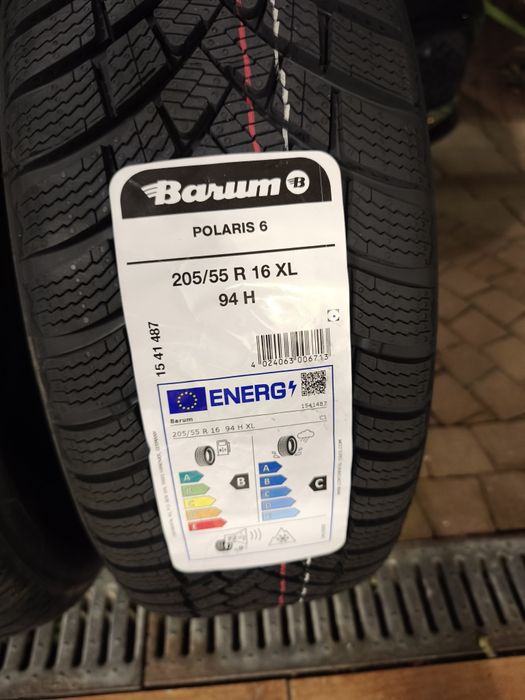 Barum B
POLARIS 6
205/55 R 16 XL
94 H
15 41 487
4 024063 006713
ENERG
1541487
Barum
205/55 R 16 94 H XL
C1
A
B
C
A
B
C
D
E
B
C